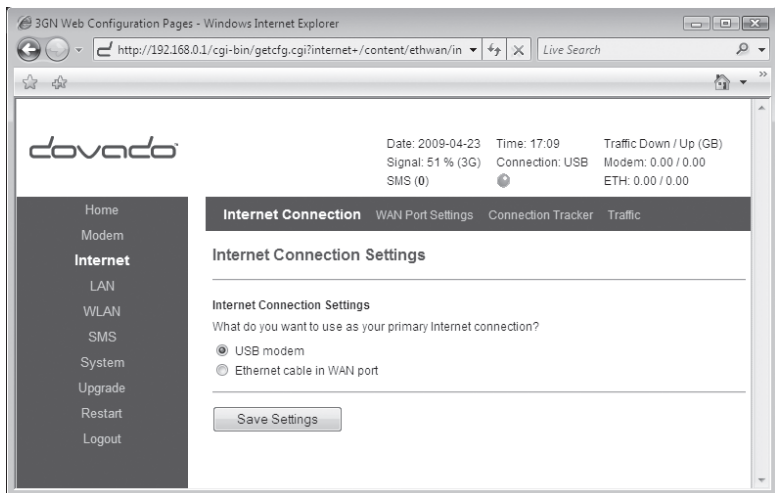 3GN Web Configuration Pages - Windows Internet Explorer
http://192.168.0.1/cgi-bin/getcfg.cgi?internet+/content/ethwan/in
Live Search
dovado
Date: 2009-04-23 Time: 17:09 Traffic Down / Up (GB)
Signal: 51 % (3G) Connection: USB Modem: 0.00 / 0.00
SMS (0) ETH: 0.00 / 0.00
Home
Modem
Internet
LAN
WLAN
SMS
System
Upgrade
Restart
Logout
Internet Connection WAN Port Settings Connection Tracker Traffic
Internet Connection Settings
Internet Connection Settings
What do you want to use as your primary Internet connection?
USB modem
Ethernet cable in WAN port
Save Settings